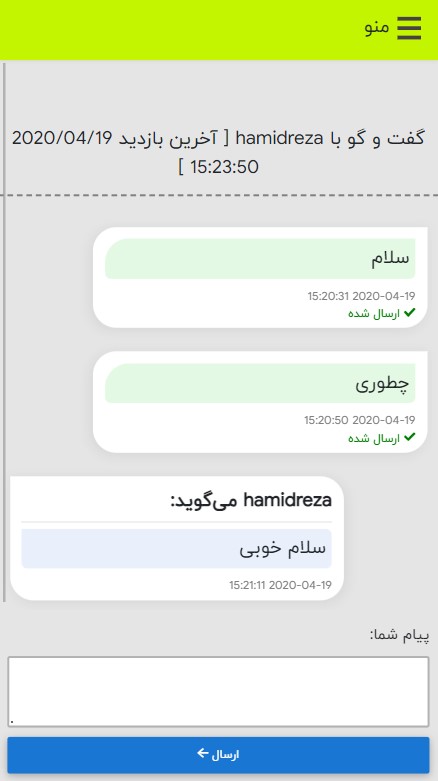 منو
گفت و گو با hamidreza [ آخرین بازدید 2020/04/19
15:23:50 ]
سلام
2020-04-19 15:20:31
ارسال شده
چطوری
2020-04-19 15:20:50
ارسال شده
hamidreza می‌گوید:
سلام خوبی
2020-04-19 15:21:11
پیام شما:
.
ارسال